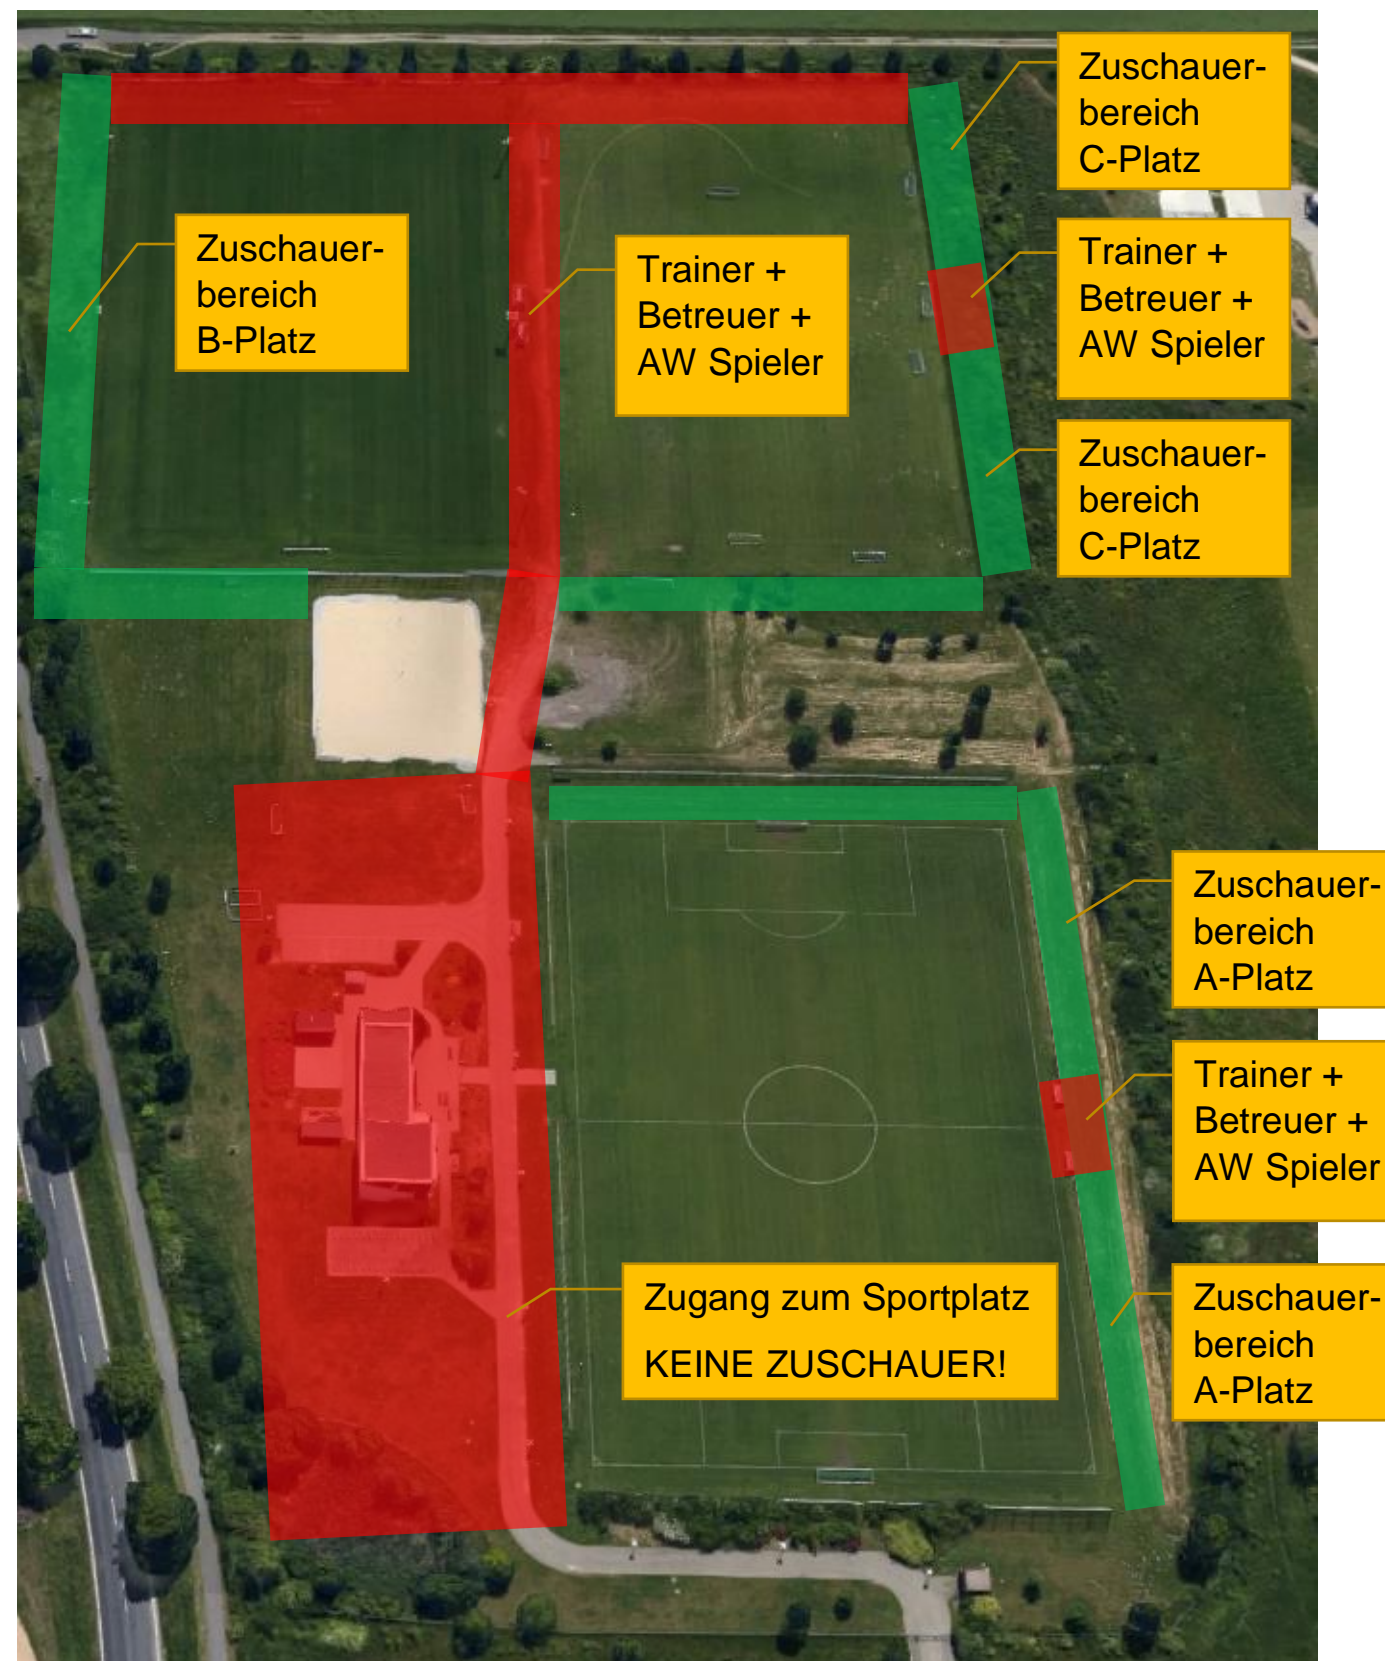 Zuschauer-
bereich
C-Platz
Zuschauer-
bereich
B-Platz
Trainer +
Betreuer +
AW Spieler
Trainer +
Betreuer +
AW Spieler
Zuschauer-
bereich
C-Platz
Zuschauer-
bereich
A-Platz
Trainer +
Betreuer +
AW Spieler
Zugang zum Sportplatz
KEINE ZUSCHAUER!
Zuschauer-
bereich
A-Platz